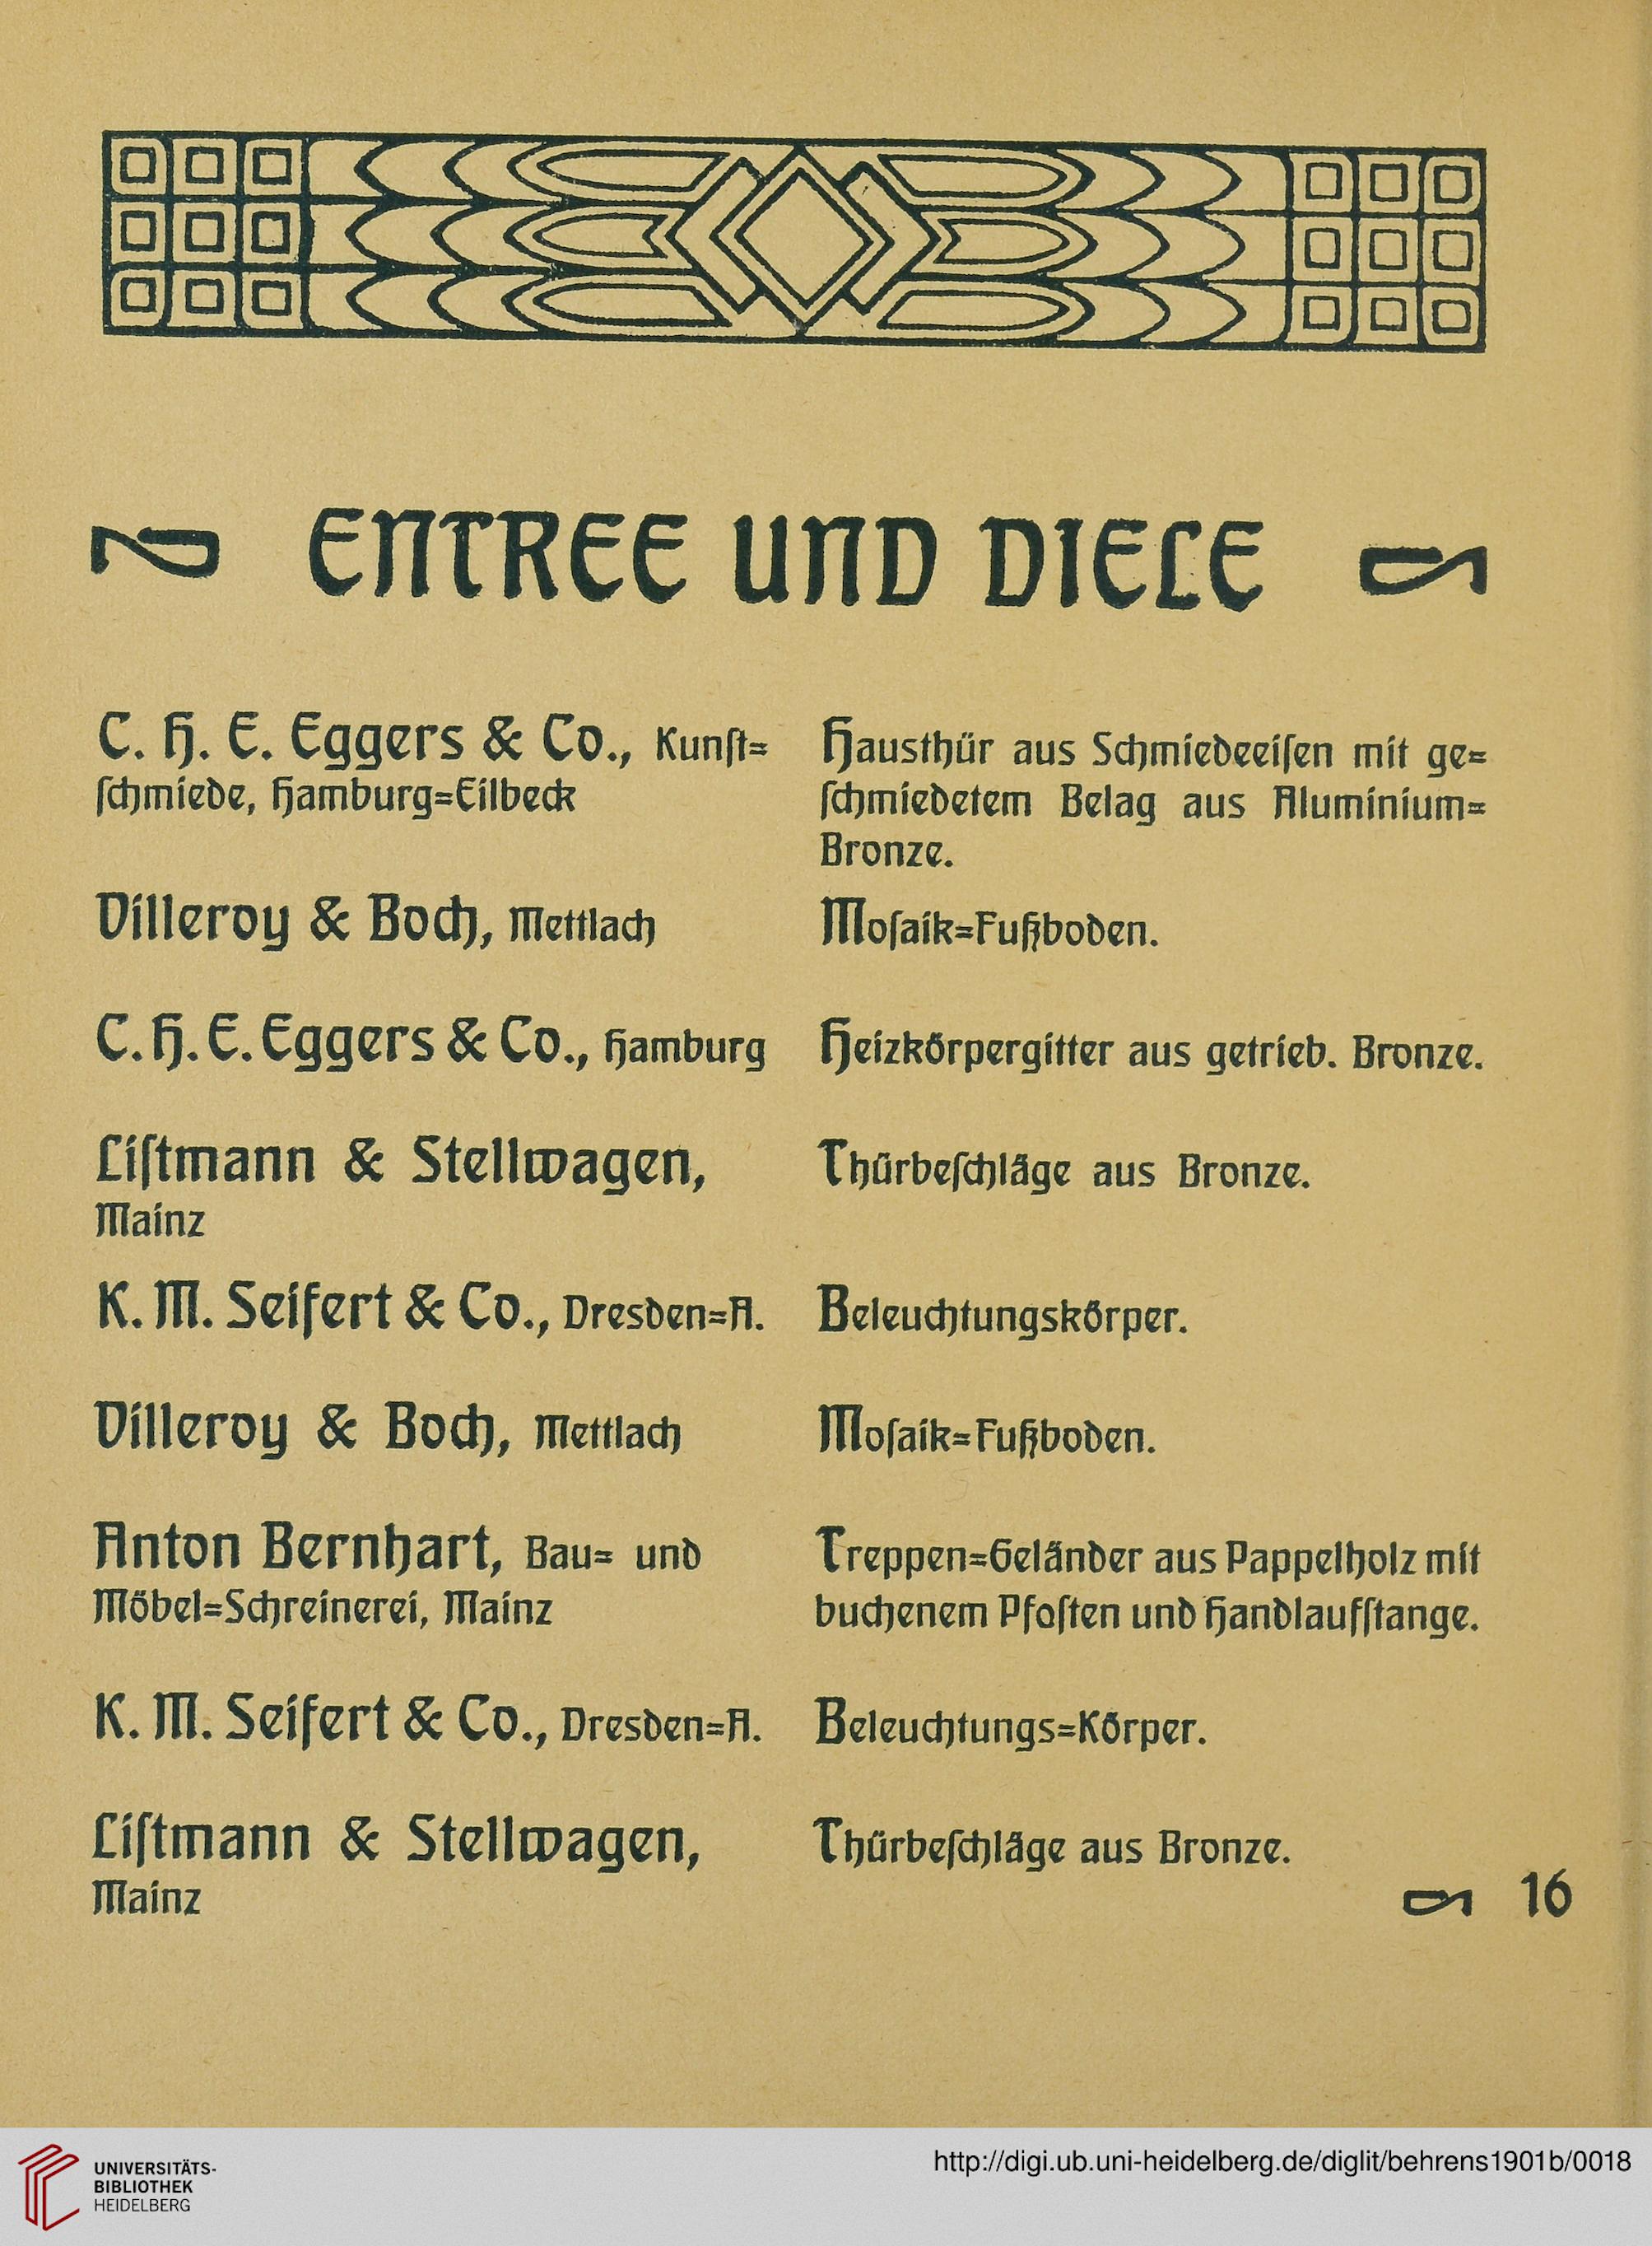 ENTREE UND DIELE
C. H. E. Eggers & Co., Kunſt=
ſchmiede, Hamburg=Eilbeck
Hausthür aus Schmiedeeiſen mit ge=
ſchmiedetem Belag aus Aluminium=
Bronze.
Villeroy & Boch, Mettlach
Moſaik=Fußboden.
C. H. E. Eggers & Co., Hamburg
Heizkörpergitter aus getrieb. Bronze.
Liſtmann & Stellwagen,
Mainz
Thürbeſchläge aus Bronze.
K. M. Seifert & Co., Dresden=A.
Beleuchtungskörper.
Villeroy & Boch, Mettlach
Moſaik=Fußboden.
Anton Bernhart, Bau= und
Möbel=Schreinerei, Mainz
Treppen=Geländer aus Pappelholz mit
buchenem Pfoſten und Handlaufſtange.
K. M. Seifert & Co., Dresden=A.
Beleuchtungs=Körper.
Liſtmann & Stellwagen,
Mainz
Thürbeſchläge aus Bronze.
16
UNIVERSITÄTS-
BIBLIOTHEK
HEIDELBERG
http://digi.ub.uni-heidelberg.de/diglit/behrens1901b/0018